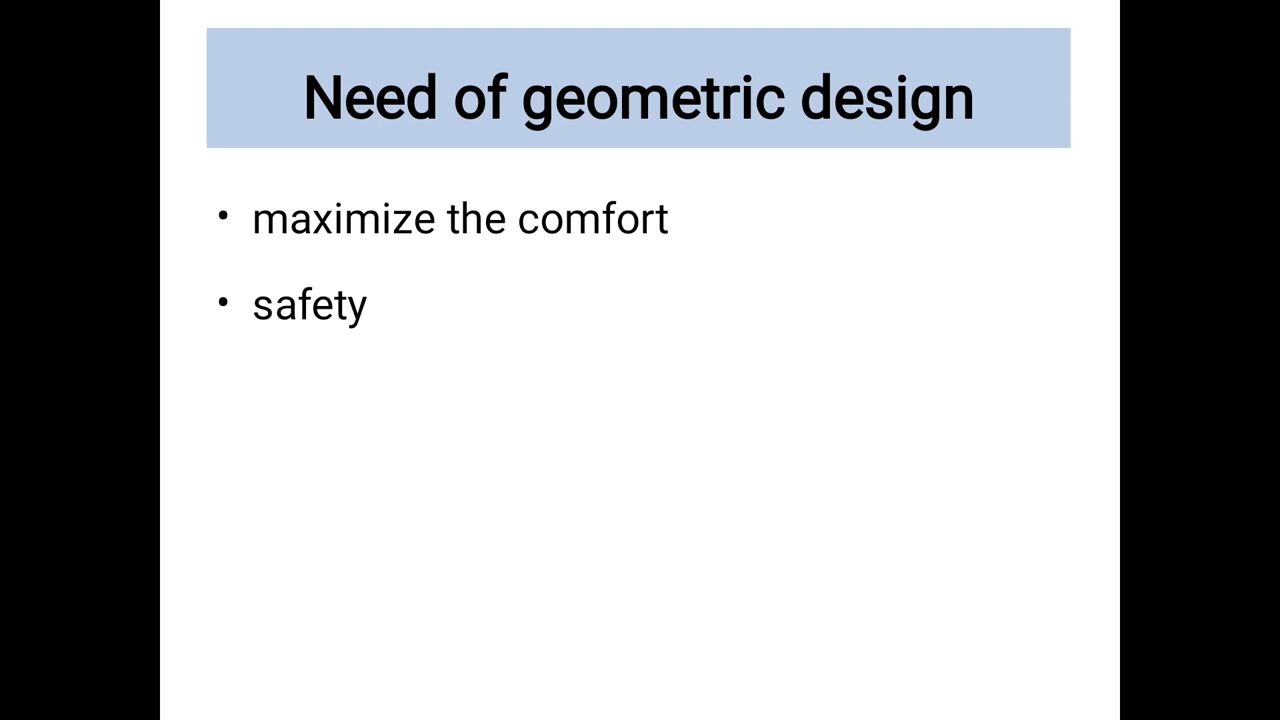 Need of geometric design
• maximize the comfort
• safety